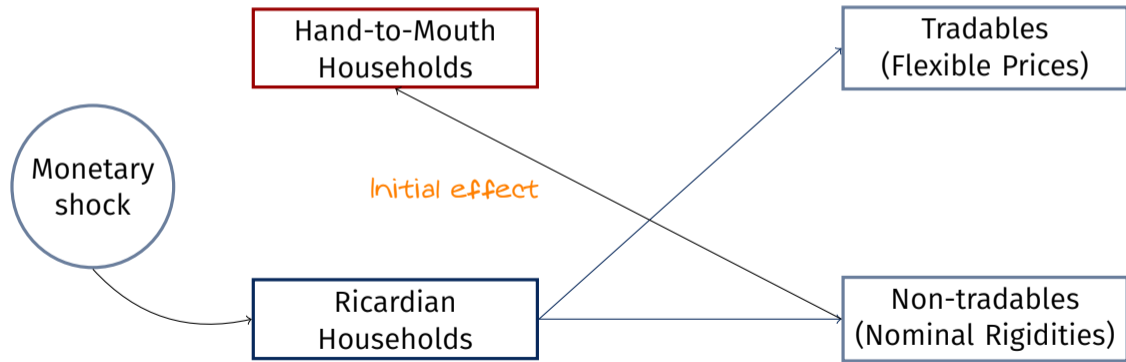 Hand-to-Mouth
Households
Tradables
(Flexible Prices)
Monetary
shock
Initial effect
Ricardian
Households
Non-tradables
(Nominal Rigidities)